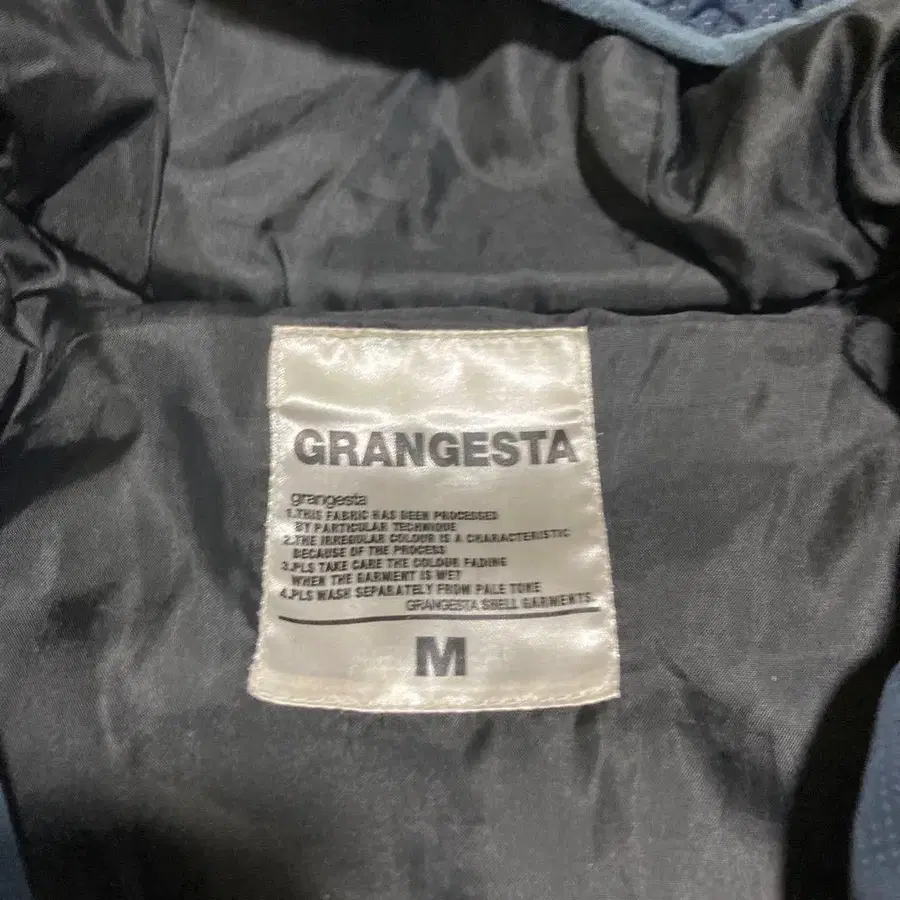 GRANGESTA
grangesta
1.THIS FABRIC HAS BEEN PROCESSED
BY PARTICULAR TECHNIQUE
2.THE IRREGULAR COLOUR IS A CHARACTERISTIC
BECAUSE OF THE PROCESS
3.PLS TAKE CARE THE COLOUR FADING
WHEN THE GARMENT IS WET
4.PLS WASH SEPARATELY FROM PALE TONE
GRANGESTA SHELL GARMENTS.
M